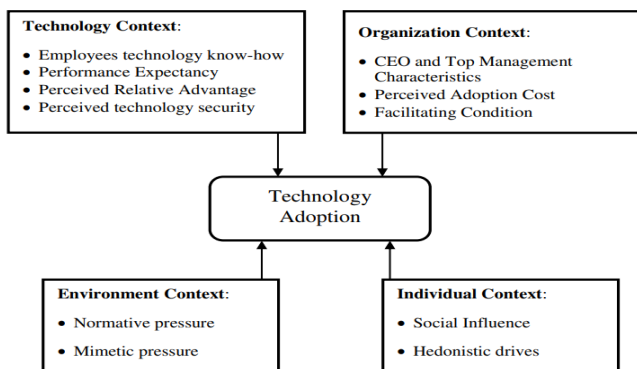 Technology Context:
• Employees technology know-how
• Performance Expectancy
• Perceived Relative Advantage
• Perceived technology security
Organization Context:
• CEO and Top Management
Characteristics
• Perceived Adoption Cost
• Facilitating Condition
Technology
Adoption
Environment Context:
• Normative pressure
• Mimetic pressure
Individual Context:
• Social Influence
• Hedonistic drives